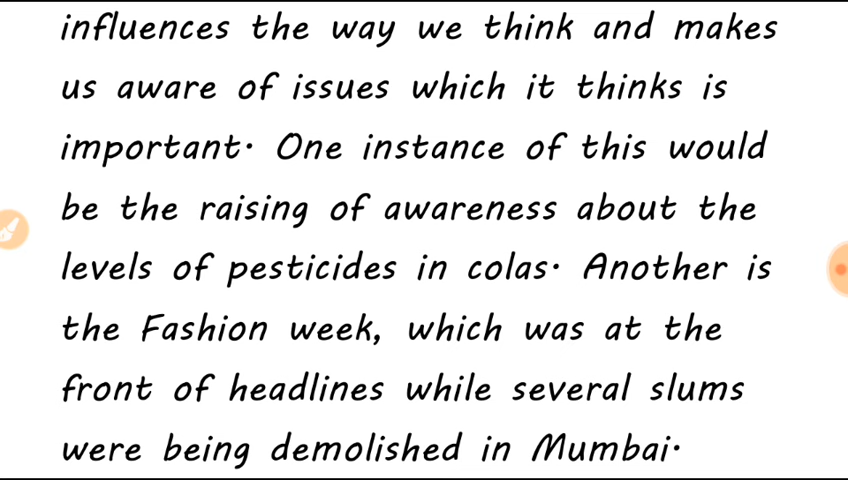 influences the way we think and makes
us aware of issues which it thinks is
important. One instance of this would
be the raising of awareness about the
levels of pesticides in colas. Another is
the Fashion week, which was at the
front of headlines while several slums
were being demolished in Mumbai.